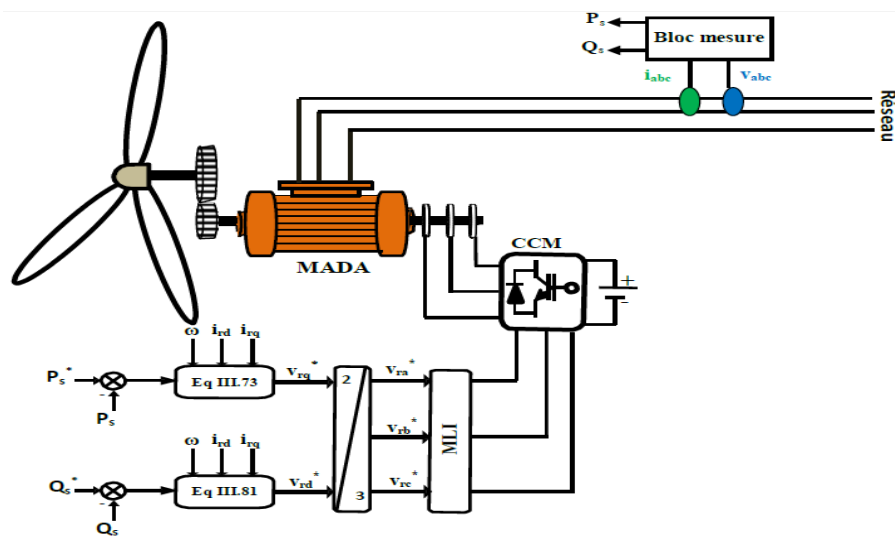 Pₛ
Qₛ
Bloc mesure
iabc
vabc
Réseau
MADA
CCM
+
-
ω ird irq
Pₛ*
-
Pₛ
Eq III.73
vrq*
2
3
vra*
vrb*
vrc*
MLI
ω ird irq
Qₛ*
-
Qₛ
Eq III.81
vrd*